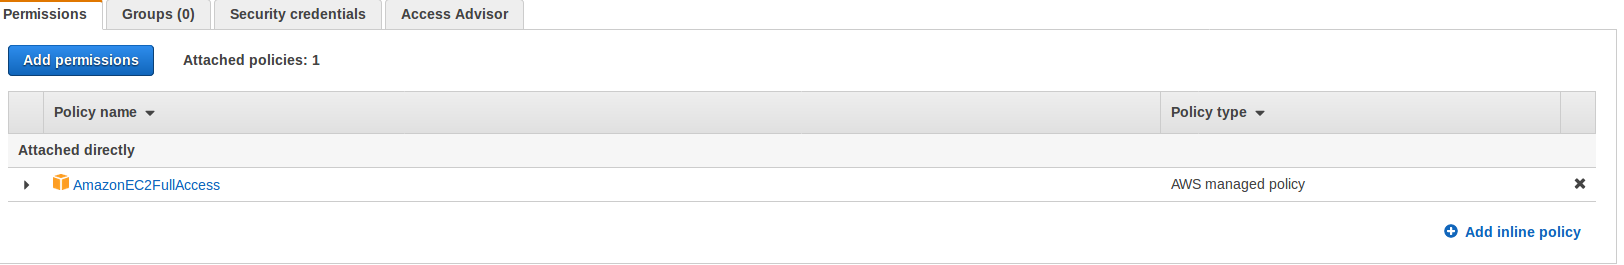 Permissions Groups (0) Security credentials Access Advisor
Add permissions Attached policies: 1
Policy name Policy type
Attached directly
AmazonEC2FullAccess AWS managed policy
Add inline policy